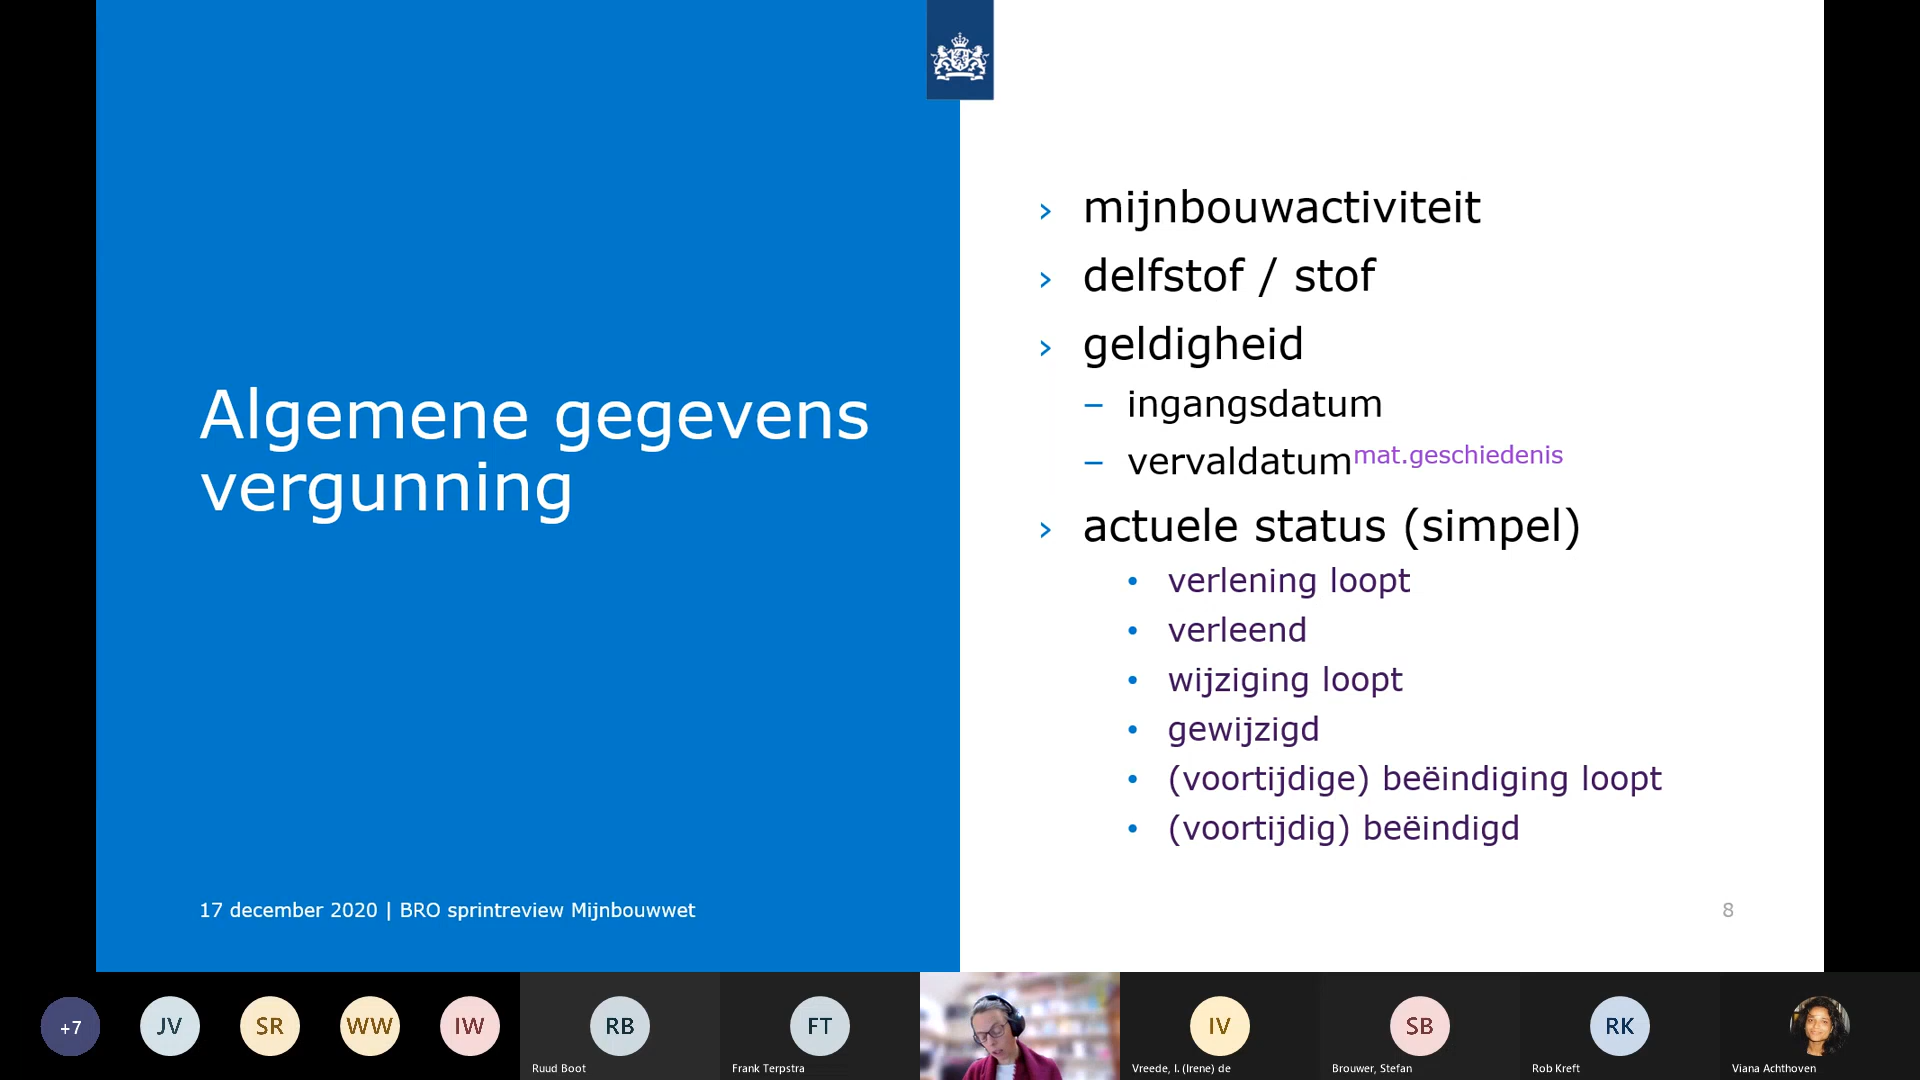 Algemene gegevens
vergunning
17 december 2020 | BRO sprintreview Mijnbouwwet
› mijnbouwactiviteit
› delfstof / stof
› geldigheid
– ingangsdatum
– vervaldatum mat.geschiedenis
› actuele status (simpel)
• verlening loopt
• verleend
• wijziging loopt
• gewijzigd
• (voortijdige) beëindiging loopt
• (voortijdig) beëindigd
8
+7
JV
SR
WW
IW
RB
Ruud Boot
FT
Frank Terpstra
IV
Vreede, I. (Irene) de
SB
Brouwer, Stefan
RK
Rob Kreft
Viana Achthoven